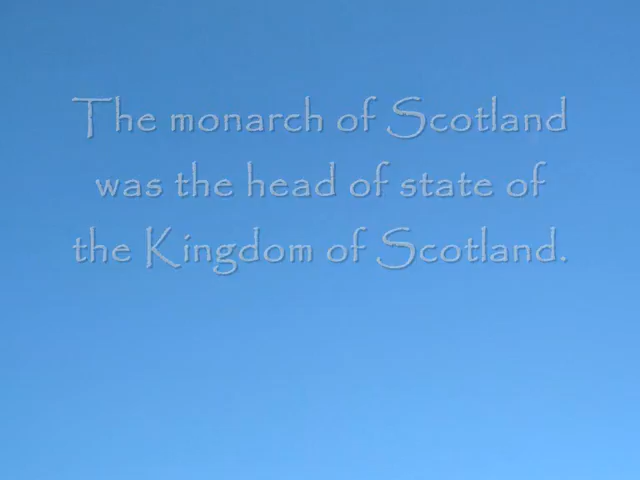 The monarch of Scotland
was the head of state of
the Kingdom of Scotland.